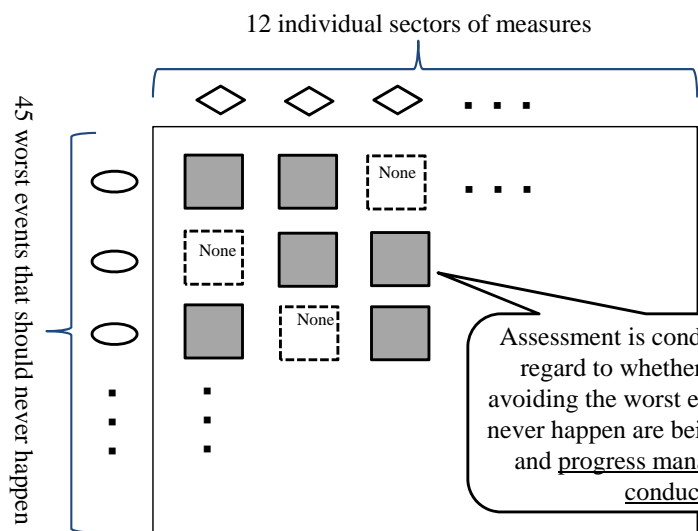 12 individual sectors of measures
45 worst events that should never happen
None
None
None
Assessment is cond
regard to whether
avoiding the worst e
never happen are bei
and progress mana
conduc